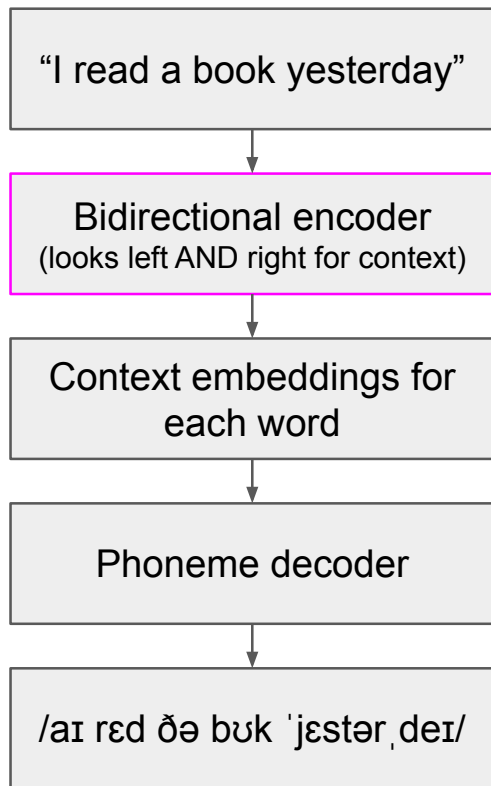 “I read a book yesterday”
Bidirectional encoder
(looks left AND right for context)
Context embeddings for
each word
Phoneme decoder
/aɪ rɛd ðə bʊk ˈjɛstərˌdeɪ/